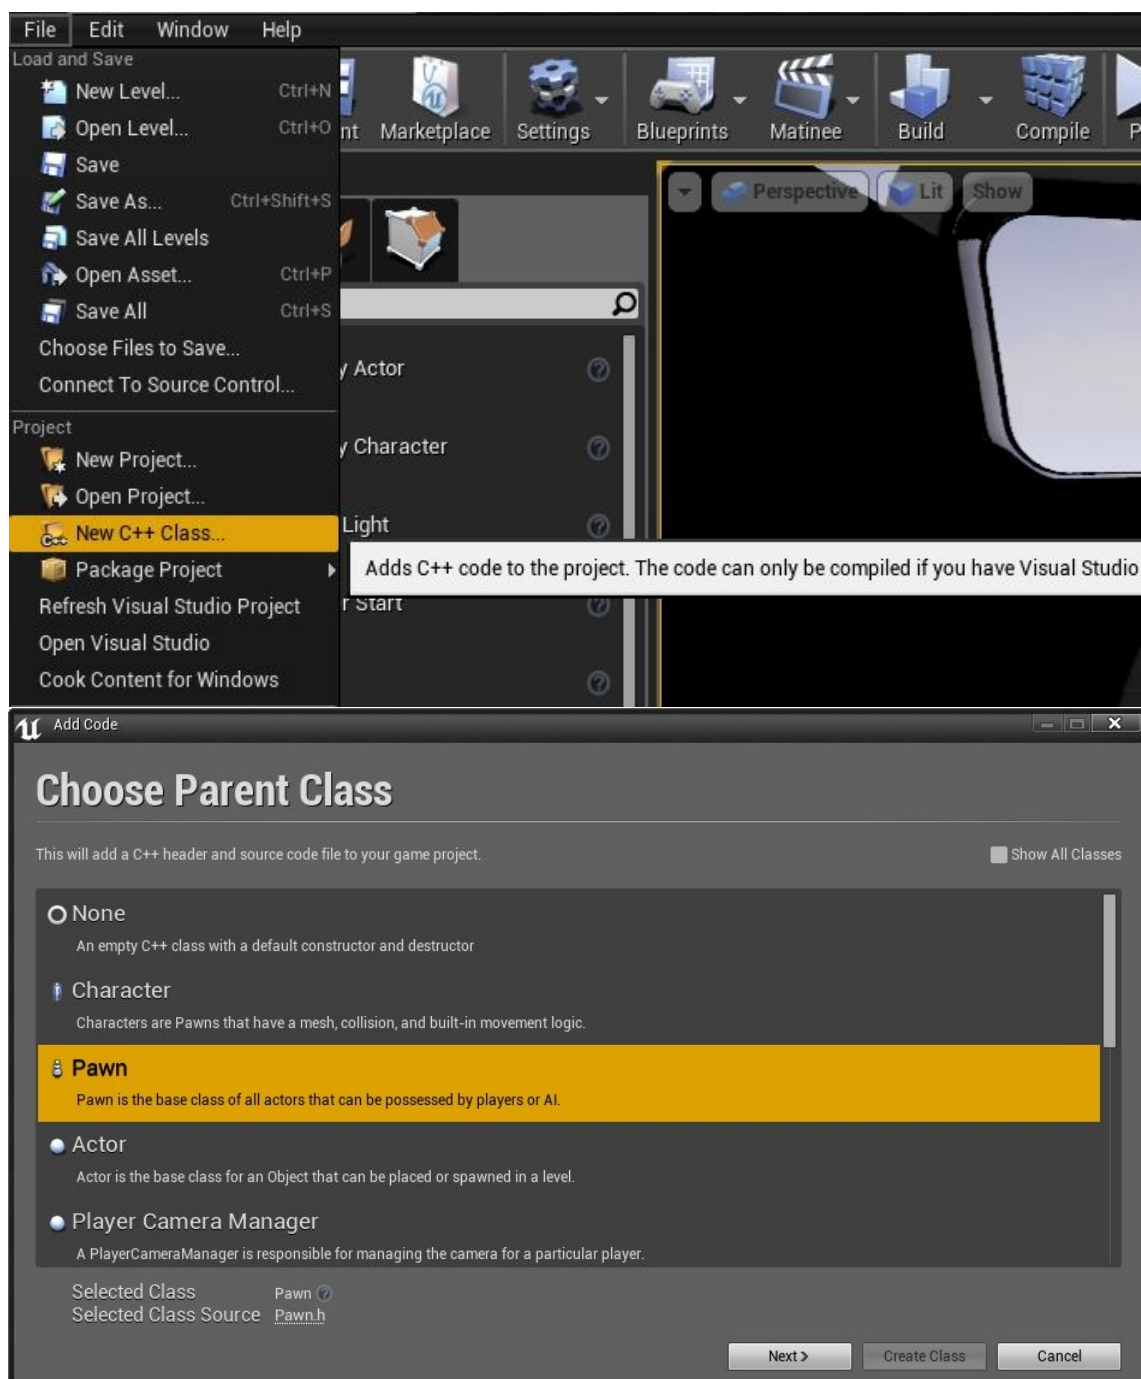 File Edit Window Help
Load and Save
New Level... Ctrl+N
Open Level... Ctrl+O
Save
Save As... Ctrl+Shift+S
Save All Levels
Open Asset... Ctrl+P
Save All Ctrl+S
Choose Files to Save...
Connect To Source Control...
Project
New Project...
Open Project...
New C++ Class...
Package Project
Refresh Visual Studio Project
Open Visual Studio
Cook Content for Windows
nt Marketplace Settings Blueprints Matinee Build Compile P
Perspective Lit Show
y Actor
y Character
Light
Adds C++ code to the project. The code can only be compiled if you have Visual Studio
r Start
Add Code
Choose Parent Class
This will add a C++ header and source code file to your game project.
Show All Classes
None
An empty C++ class with a default constructor and destructor
Character
Characters are Pawns that have a mesh, collision, and built-in movement logic.
Pawn
Pawn is the base class of all actors that can be possessed by players or AI.
Actor
Actor is the base class for an Object that can be placed or spawned in a level.
Player Camera Manager
A PlayerCameraManager is responsible for managing the camera for a particular player.
Selected Class Pawn
Selected Class Source Pawn.h
Next > Create Class Cancel